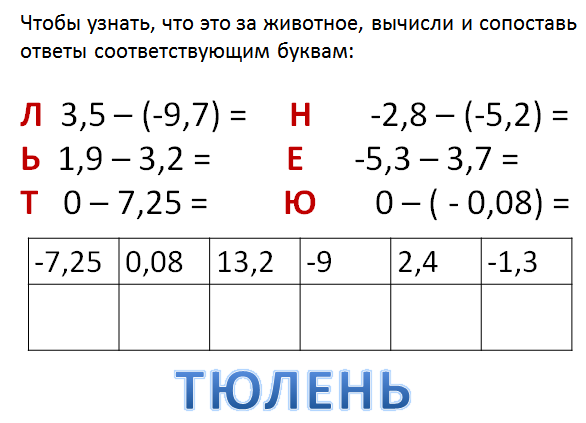 Чтобы узнать, что это за животное, вычисли и сопоставь
ответы соответствующим буквам:
Л 3,5 – (-9,7) = Н -2,8 – (-5,2) =
Ь 1,9 – 3,2 = Е -5,3 – 3,7 =
Т 0 – 7,25 = Ю 0 – ( - 0,08) =
-7,25 0,08 13,2 -9 2,4 -1,3
ТЮЛЕНЬ